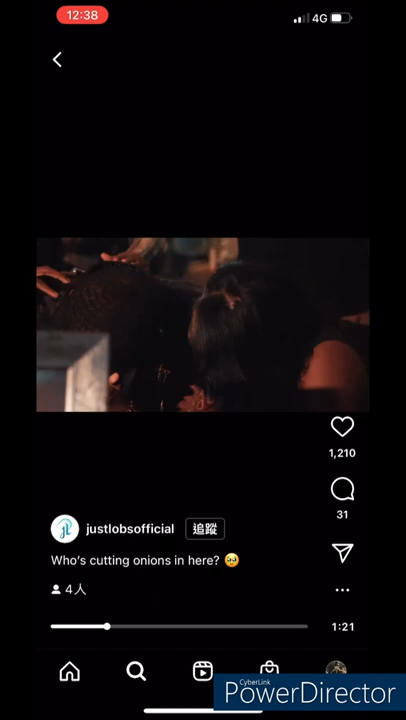 12:38
4G
1,210
31
justlobsofficial 追蹤
Who's cutting onions in here? 🥹
4人
1:21
CyberLink
PowerDirector